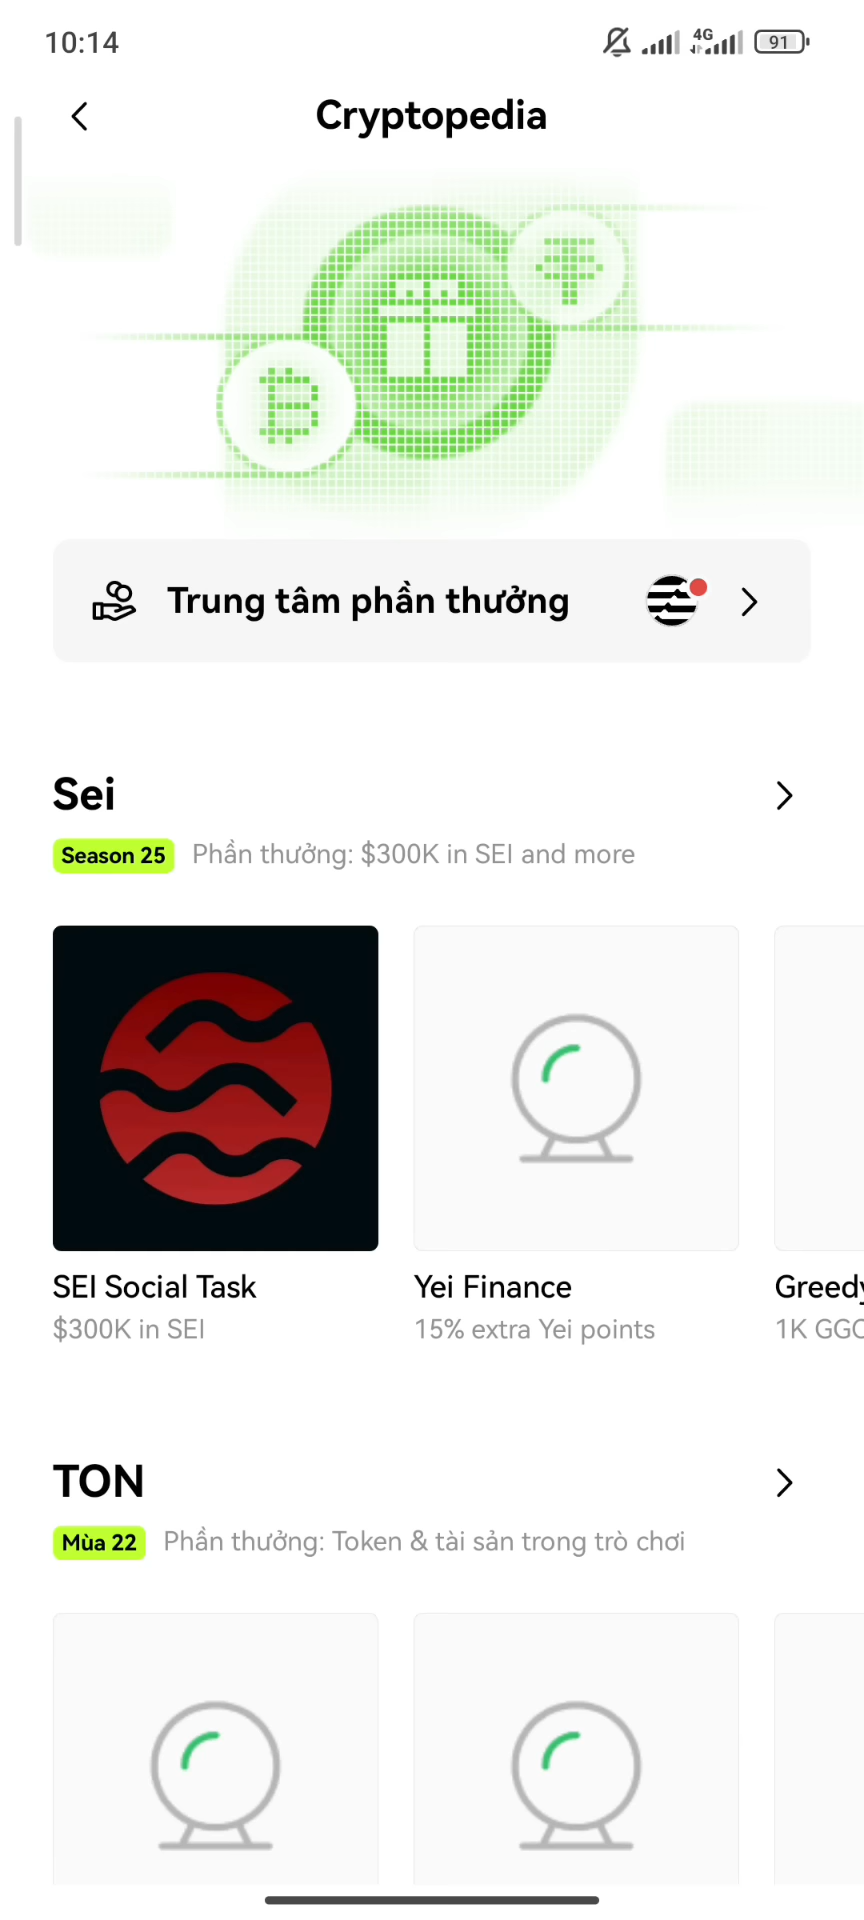 10:14
4G
91
Cryptopedia
Trung tâm phần thưởng
Sei
Season 25 Phần thưởng: $300K in SEI and more
SEI Social Task
$300K in SEI
Yei Finance
15% extra Yei points
Greedy
1K
TON
Mùa 22 Phần thưởng: Token & tài sản trong trò chơi